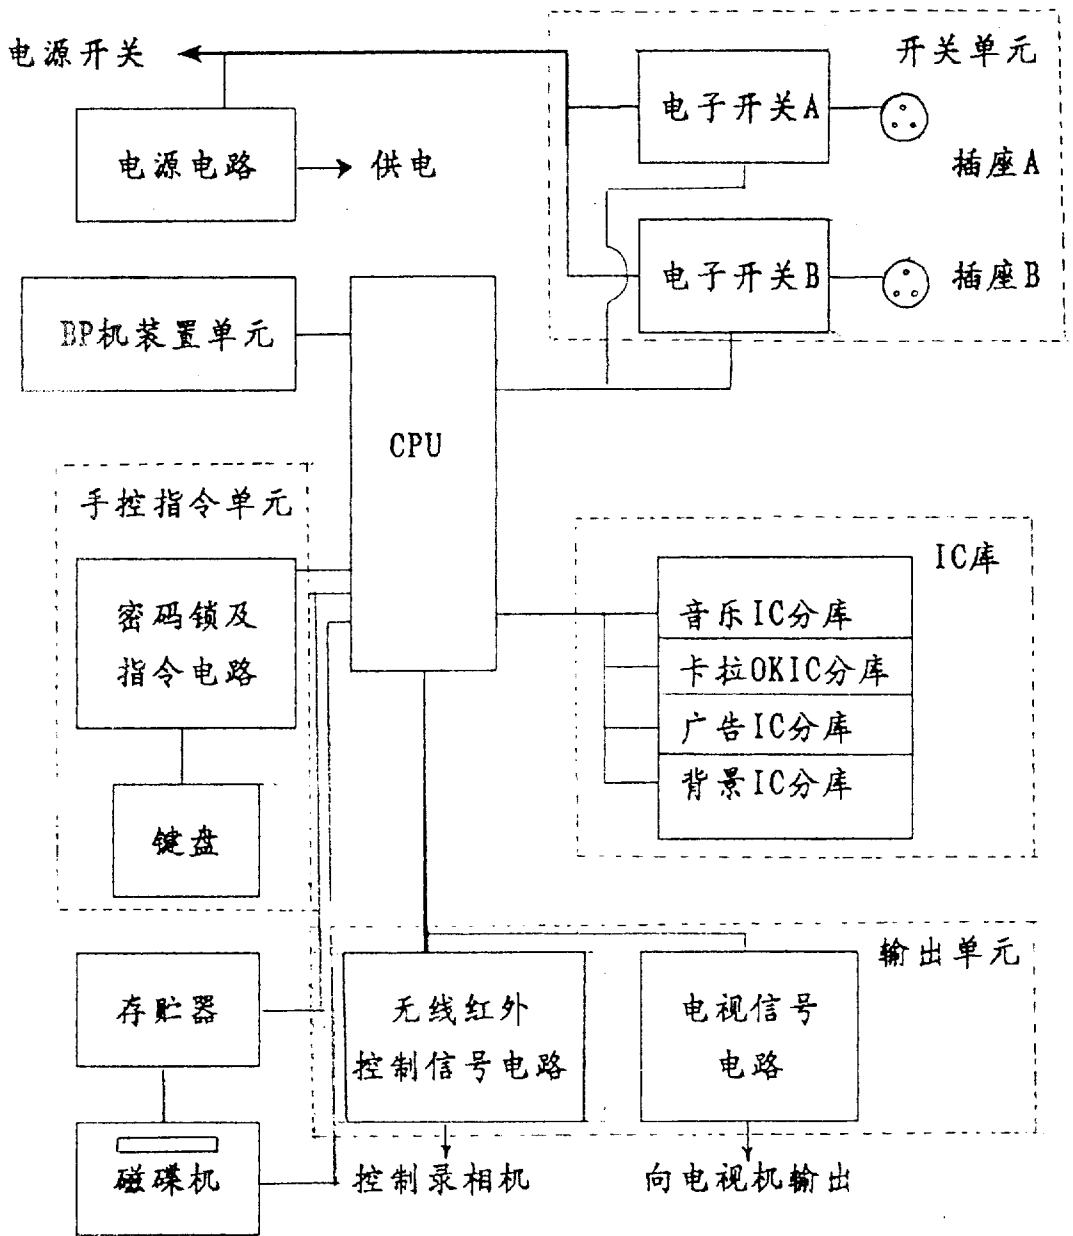 电源开关
开关单元
电子开关A
电源电路
供电
插座A
电子开关B
插座B
BP机装置单元
CPU
手控指令单元
IC库
密码锁及
指令电路
音乐IC分库
卡拉OKIC分库
广告IC分库
背景IC分库
键盘
输出单元
存贮器
无线红外
控制信号电路
电视信号
电路
磁碟机
控制录相机
向电视机输出